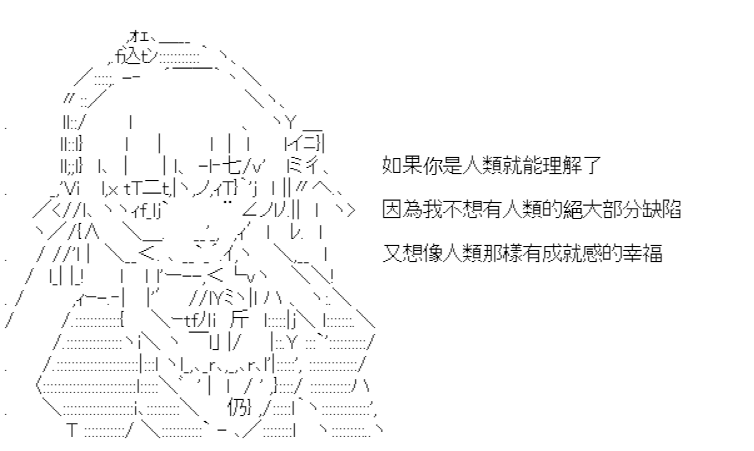 如果你是人類就能理解了
因為我不想有人類的絕大部分缺陷
又想像人類那樣有成就感的幸福